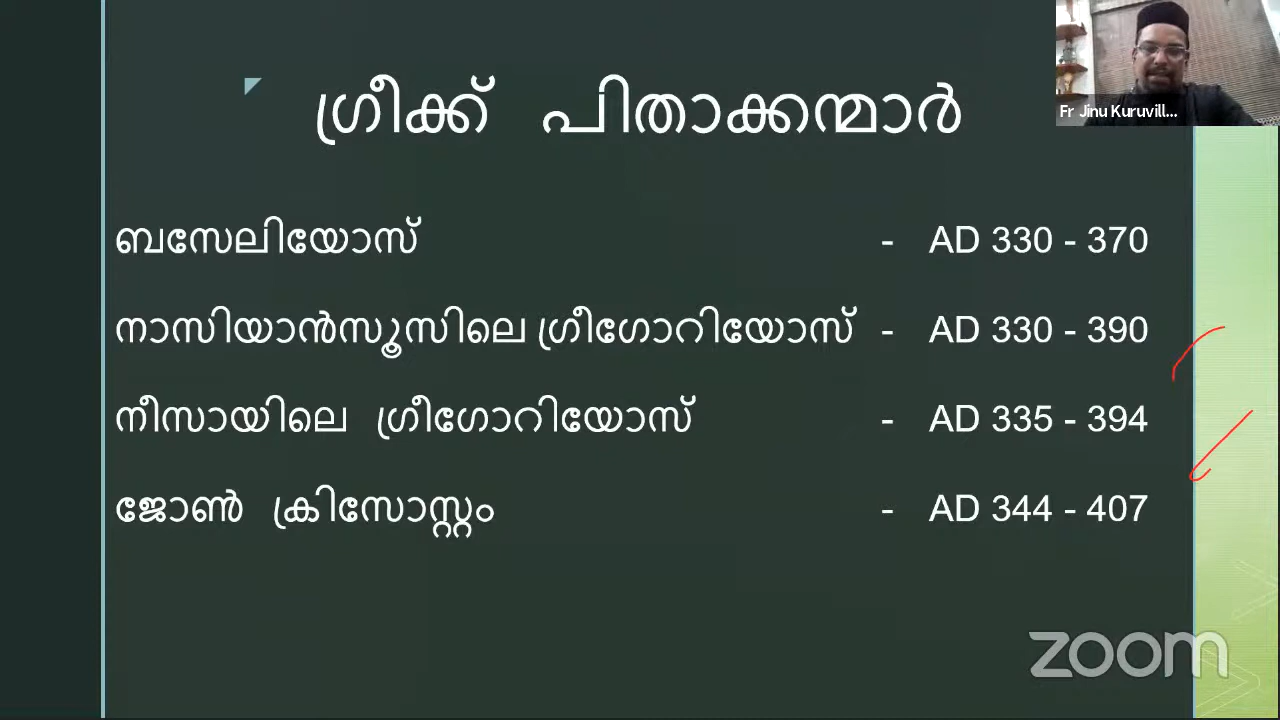 ഗ്രീക്ക് പിതാക്കന്മാർ
Fr Jinu Kuruvill...
ബസേലിയോസ് - AD 330 - 370
നാസിയാൻസൂസിലെ ഗ്രീഗോറിയോസ് - AD 330 - 390
നീസായിലെ ഗ്രീഗോറിയോസ് - AD 335 - 394
ജോൺ ക്രിസോസ്റ്റം - AD 344 - 407
zoom